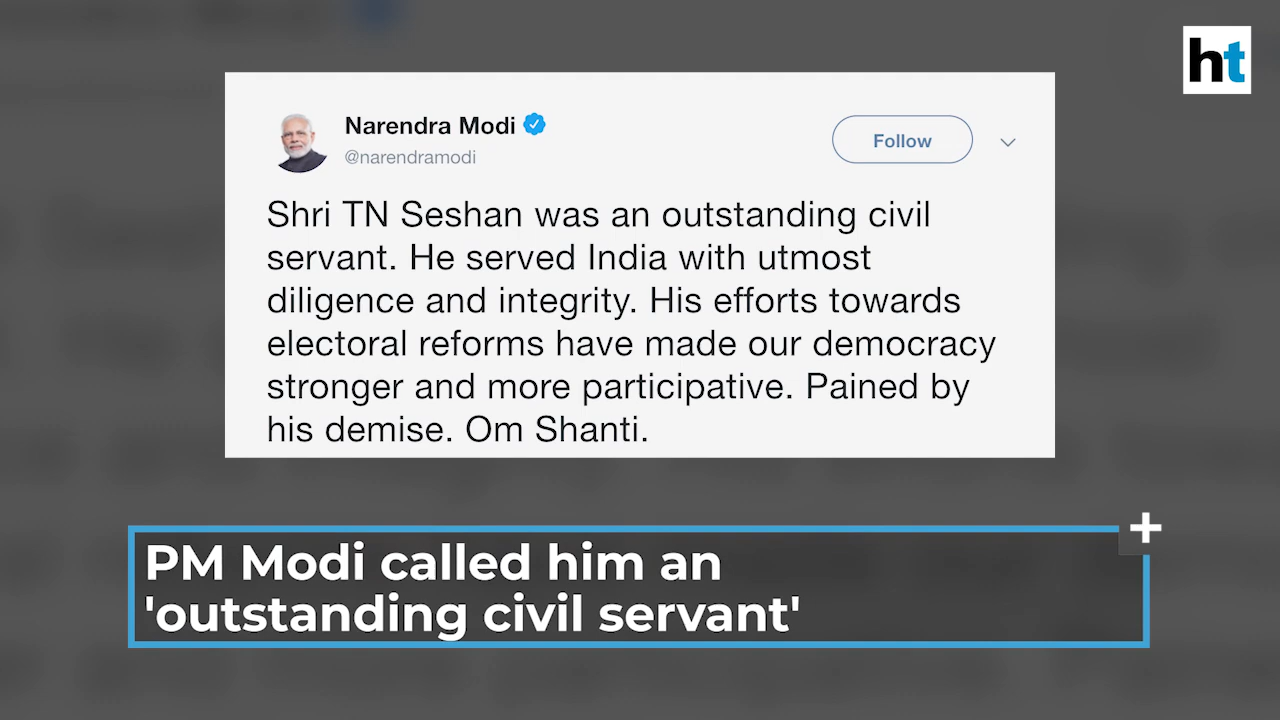 ht
Narendra Modi
@narendramodi
Follow
Shri TN Seshan was an outstanding civil
servant. He served India with utmost
diligence and integrity. His efforts towards
electoral reforms have made our democracy
stronger and more participative. Pained by
his demise. Om Shanti.
PM Modi called him an
'outstanding civil servant'